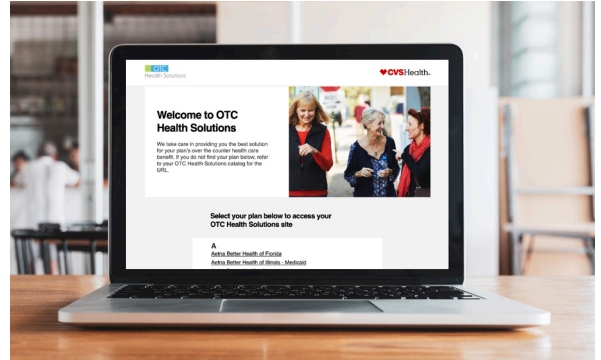 OTC
Health Solutions
CVSHealth.
Welcome to OTC
Health Solutions
We take care in providing you the best solution
for your plan's over the counter health care
benefit. If you do not find your plan below, refer
to your OTC Health Solutions catalog for the
URL.
Select your plan below to access your
OTC Health Solutions site
A
Aetna Better Health of Florida
Aetna Better Health of Illinois - Medicaid